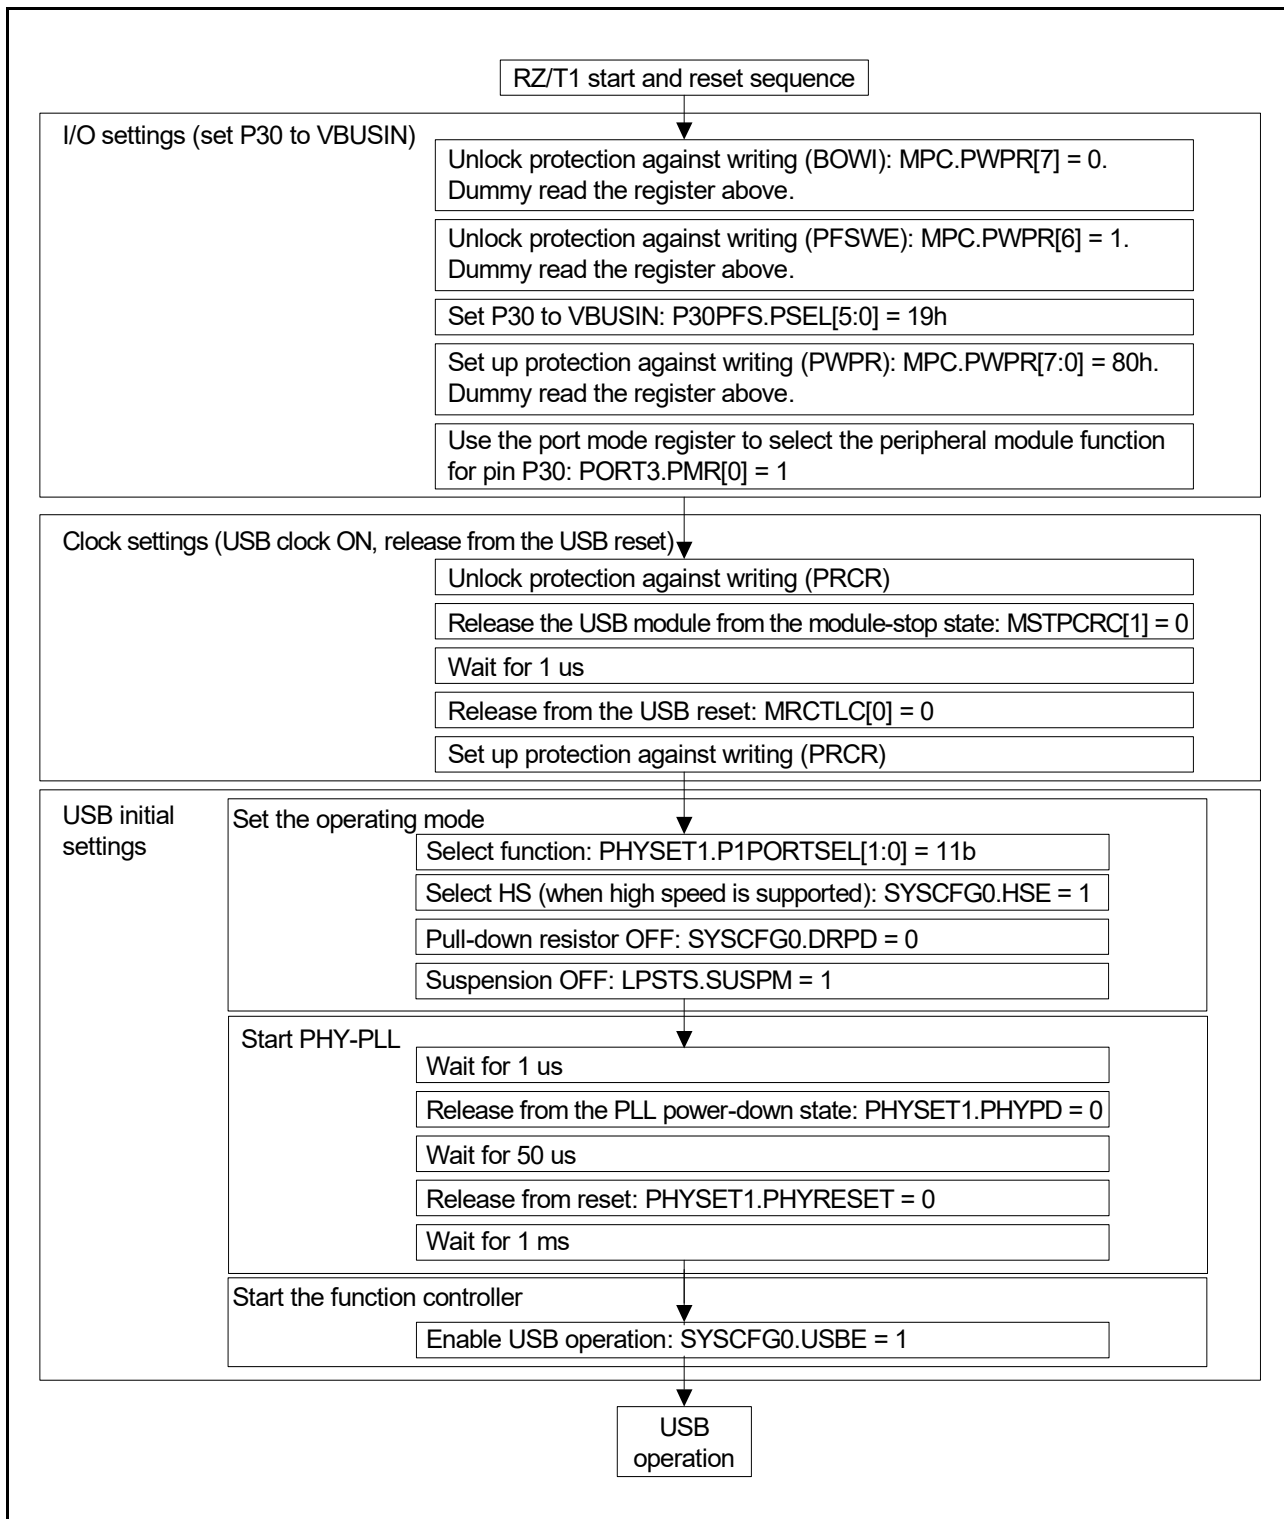 RZ/T1 start and reset sequence
I/O settings (set P30 to VBUSIN)
Unlock protection against writing (BOWI): MPC.PWPR[7] = 0.
Dummy read the register above.
Unlock protection against writing (PFSWE): MPC.PWPR[6] = 1.
Dummy read the register above.
Set P30 to VBUSIN: P30PFS.PSEL[5:0] = 19h
Set up protection against writing (PWPR): MPC.PWPR[7:0] = 80h.
Dummy read the register above.
Use the port mode register to select the peripheral module function
for pin P30: PORT3.PMR[0] = 1
Clock settings (USB clock ON, release from the USB reset)
Unlock protection against writing (PRCR)
Release the USB module from the module-stop state: MSTPCRC[1] = 0
Wait for 1 us
Release from the USB reset: MRCTLC[0] = 0
Set up protection against writing (PRCR)
USB initial
settings
Set the operating mode
Select function: PHYSET1.P1PORTSEL[1:0] = 11b
Select HS (when high speed is supported): SYSCFG0.HSE = 1
Pull-down resistor OFF: SYSCFG0.DRPD = 0
Suspension OFF: LPSTS.SUSPM = 1
Start PHY-PLL
Wait for 1 us
Release from the PLL power-down state: PHYSET1.PHYPD = 0
Wait for 50 us
Release from reset: PHYSET1.PHYRESET = 0
Wait for 1 ms
Start the function controller
Enable USB operation: SYSCFG0.USBE = 1
USB
operation